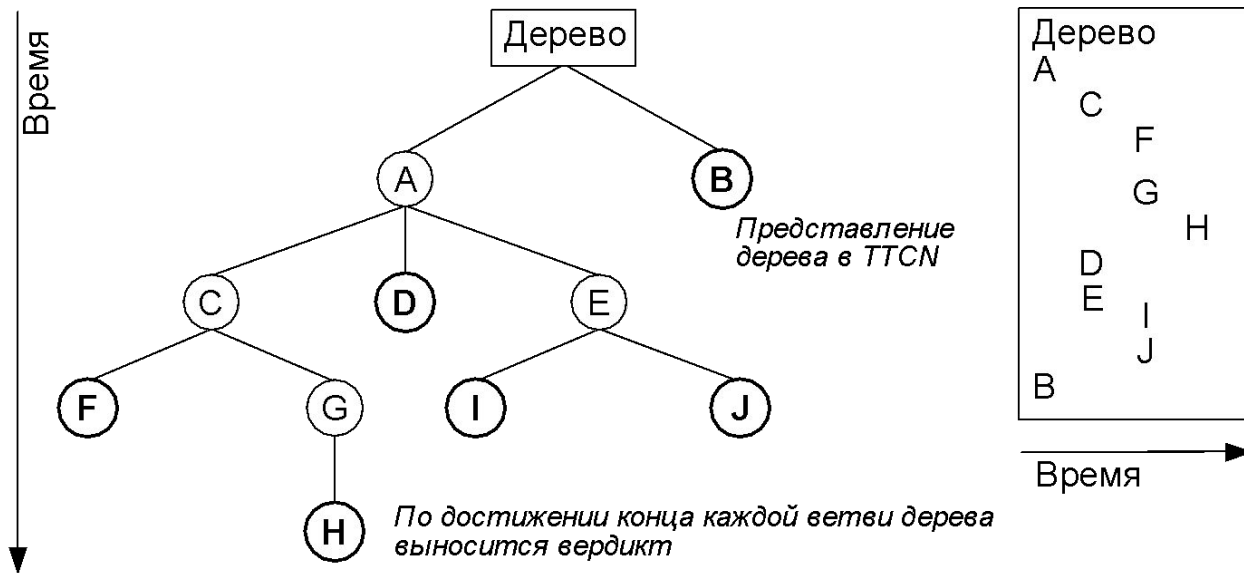 Время
Дерево
A
B
Представление
дерева в TTCN
C
D
E
F
G
I
J
H
По достижении конца каждой ветви дерева
выносится вердикт
Дерево
A
C
F
G
H
D
E
I
J
B
Время